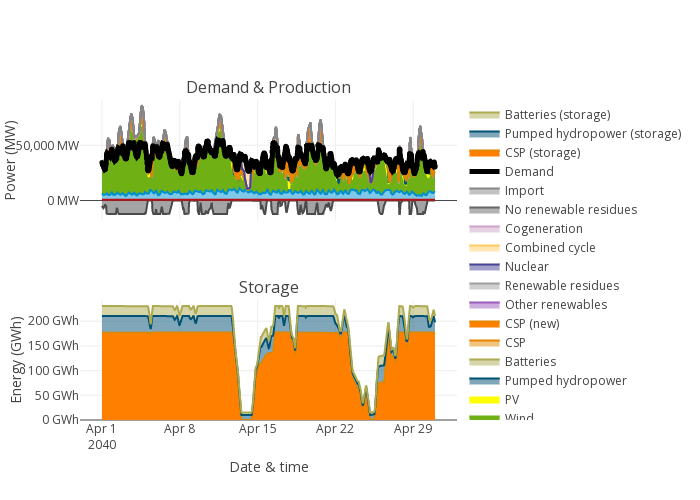 Demand & Production
Power (MW)
50,000 MW
0 MW
Storage
Energy (GWh)
200 GWh
150 GWh
100 GWh
50 GWh
0 GWh
Apr 1
2040
Apr 8
Apr 15
Apr 22
Apr 29
Date & time
Batteries (storage)
Pumped hydropower (storage)
CSP (storage)
Demand
Import
No renewable residues
Cogeneration
Combined cycle
Nuclear
Renewable residues
Other renewables
CSP (new)
CSP
Batteries
Pumped hydropower
PV
Wind